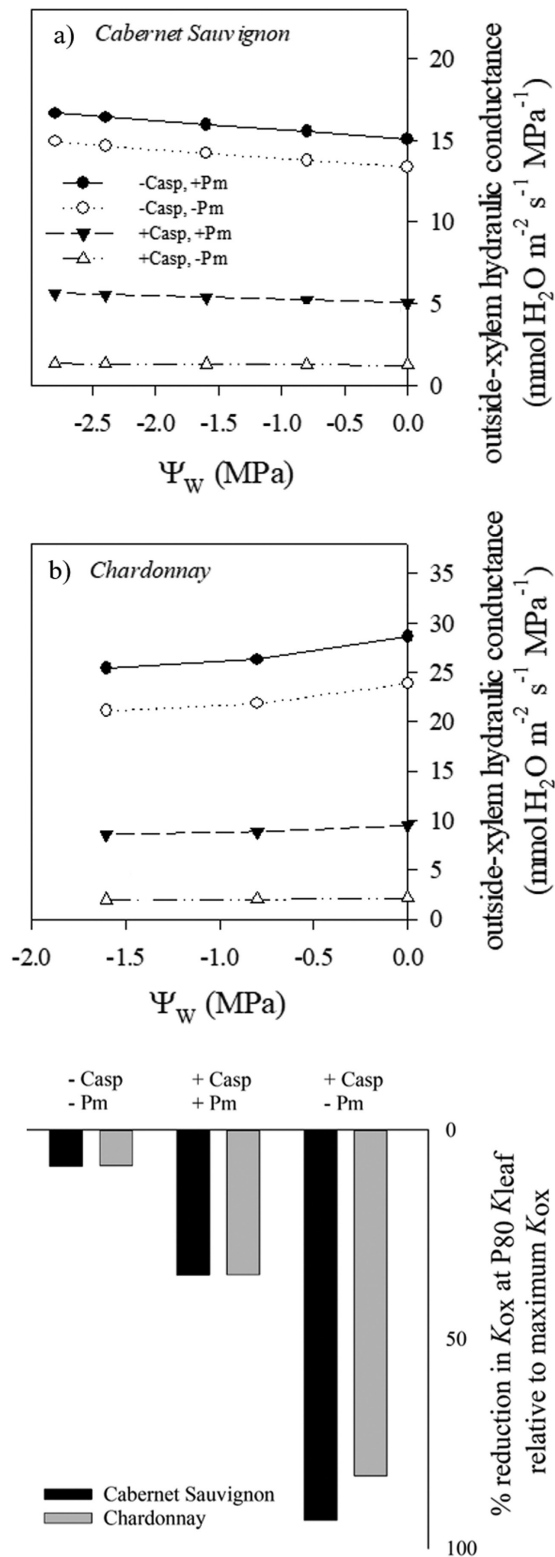 a) Cabernet Sauvignon
20
15
10
5
0
-Casp, +Pm
-Casp, -Pm
+Casp, +Pm
+Casp, -Pm
-2.5 -2.0 -1.5 -1.0 -0.5 0.0
ΨW (MPa)
outside-xylem hydraulic conductance
(mmol H2O m-2 s-1 MPa-1)
b) Chardonnay
35
30
25
20
15
10
5
0
-2.0 -1.5 -1.0 -0.5 0.0
ΨW (MPa)
outside-xylem hydraulic conductance
(mmol H2O m-2 s-1 MPa-1)
- Casp + Casp + Casp
- Pm + Pm - Pm
0
50
100
% reduction in Kox at P80 Kleaf
relative to maximum Kox
Cabernet Sauvignon
Chardonnay